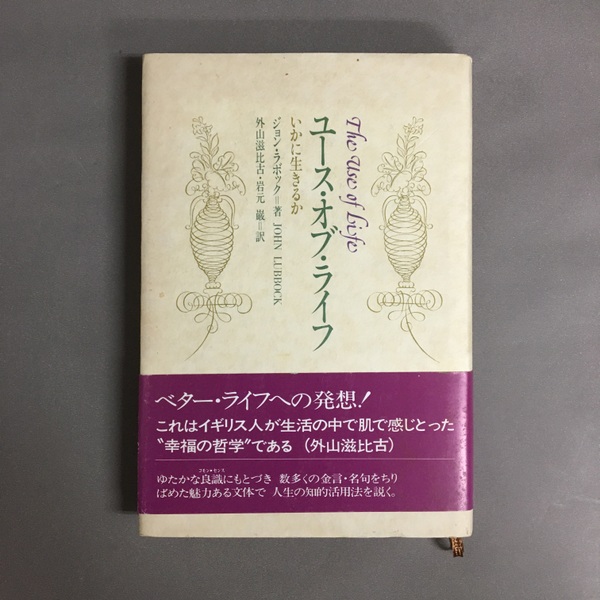 The Use of Life
ユース・オブ・ライフ
いかに生きるか
ジョン・ラボック=著 JOHN LUBBOCK
外山滋比古・岩元 巌=訳
ベター・ライフへの発想!
これはイギリス人が生活の中で肌で感じとった
“幸福の哲学”である (外山滋比古)
コモン・センス
ゆたかな良識にもとづき 数多くの金言・名句をちり
ばめた魅力ある文体で 人生の知的活用法を説く。